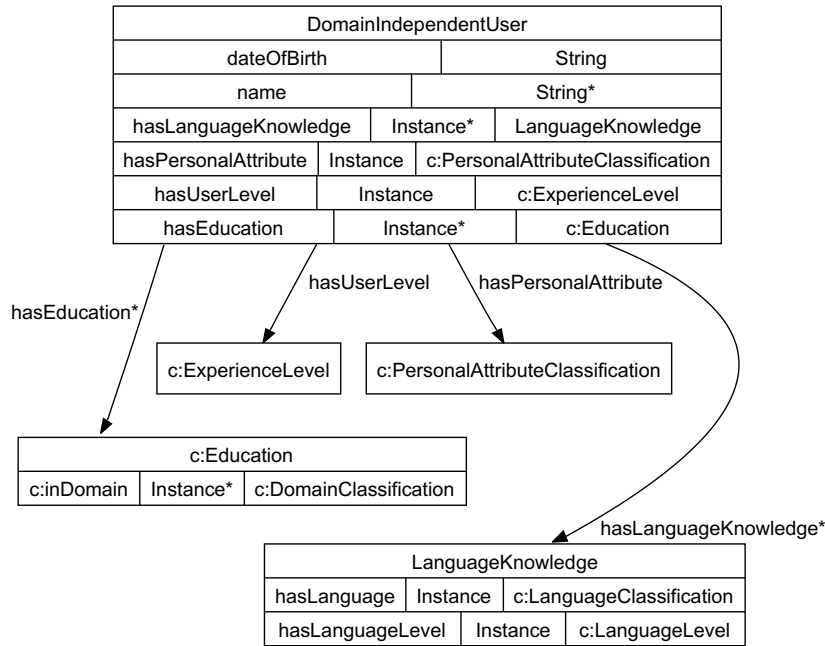 DomainIndependentUser
dateOfBirth String
name String*
hasLanguageKnowledge Instance* LanguageKnowledge
hasPersonalAttribute Instance c:PersonalAttributeClassification
hasUserLevel Instance c:ExperienceLevel
hasEducation Instance* c:Education
hasUserLevel hasPersonalAttribute
hasEducation*
c:ExperienceLevel c:PersonalAttributeClassification
c:Education
c:inDomain Instance* c:DomainClassification
hasLanguageKnowledge*
LanguageKnowledge
hasLanguage Instance c:LanguageClassification
hasLanguageLevel Instance c:LanguageLevel